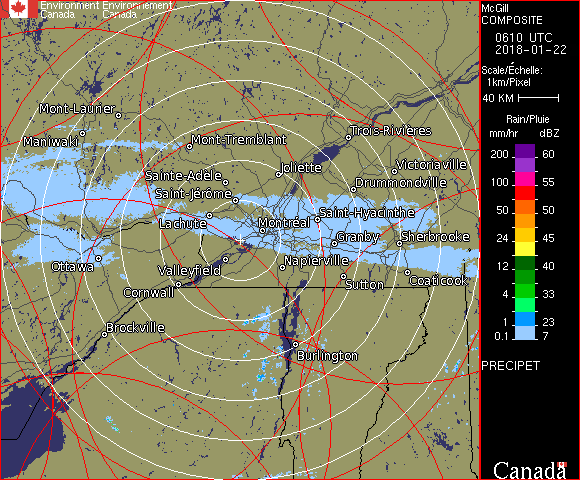 Environment Environnement
Canada Canada
McGill
COMPOSITE
0610 UTC
2018-01-22
Scale/Échelle:
1km/Pixel
40 KM
Rain/Pluie
mm/hr dBZ
200 60
100 55
50 50
24 45
12 40
4 33
1 23
0.1 7
PRECIPET
Canada
Mont-Laurier
Maniwaki
Mont-Tremblant
Trois-Rivières
Sainte-Adèle
Joliette
Victoriaville
Saint-Jérôme
Drummondville
Lachute
Montréal
Saint-Hyacinthe
Granby
Sherbrooke
Ottawa
Valleyfield
Napierville
Cornwall
Sutton
Coaticook
Brockville
Burlington